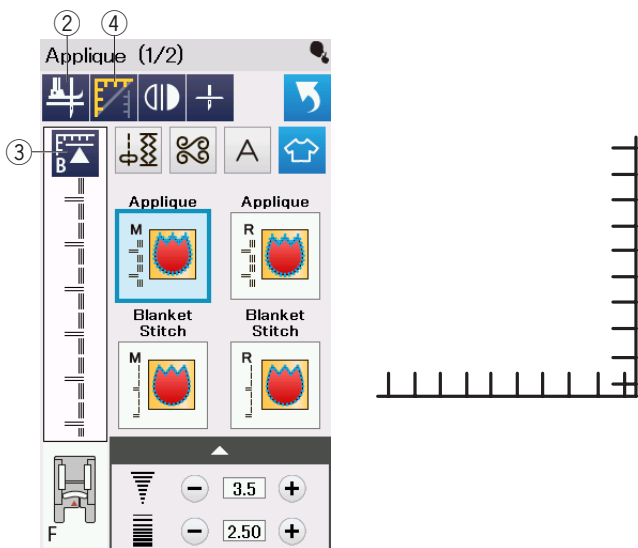 ② ④
Applique (1/2)
③
E
B
A
Applique Applique
M R
Blanket Blanket
Stitch Stitch
M R
3.5
F
2.50